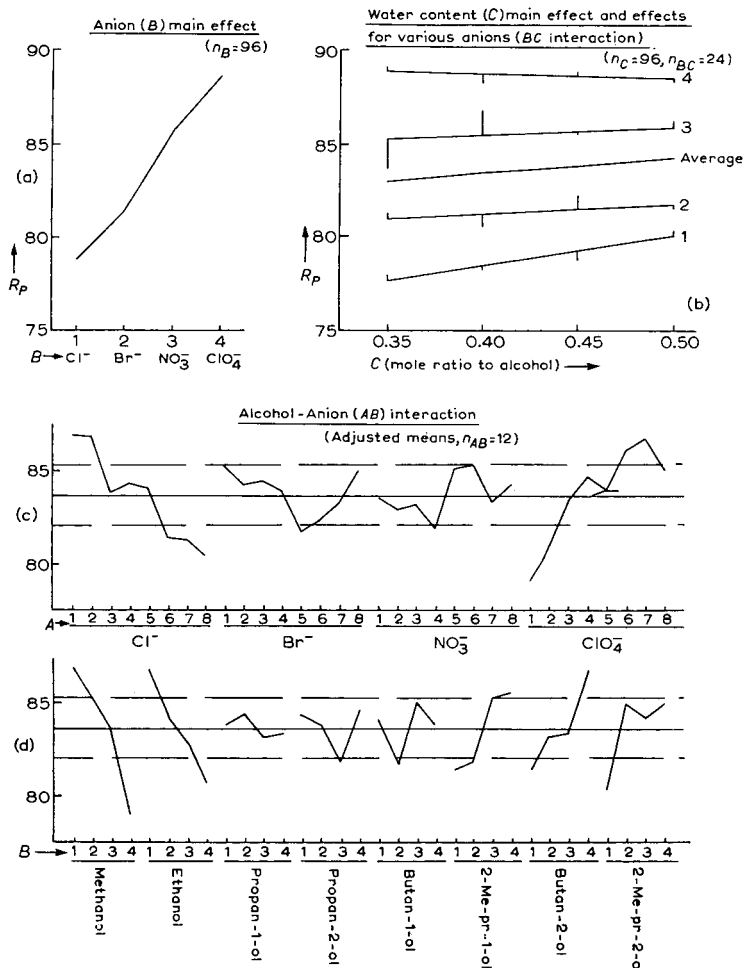 Anion (B) main effect
(n_B=96)
90
85
(a)
80
R_P
75
1 2 3 4
B→ Cl⁻ Br⁻ NO₃⁻ ClO₄⁻
Water content (C) main effect and effects
for various anions (BC interaction)
(n_C=96, n_BC=24)
90
4
3
85
Average
2
80
1
R_P
(b)
75
0.35 0.40 0.45 0.50
C (mole ratio to alcohol) →
Alcohol-Anion (AB) interaction
(Adjusted means, n_AB=12)
85
(c)
80
A→ 1 2 3 4 5 6 7 8 1 2 3 4 5 6 7 8 1 2 3 4 5 6 7 8 1 2 3 4 5 6 7 8
Cl⁻ Br⁻ NO₃⁻ ClO₄⁻
85
(d)
80
B→ 1 2 3 4 1 2 3 4 1 2 3 4 1 2 3 4 1 2 3 4 1 2 3 4 1 2 3 4 1 2 3 4
Methanol
Ethanol
Propan-1-ol
Propan-2-ol
Butan-1-ol
2-Me-pr-1-ol
Butan-2-ol
2-Me-pr-2-ol